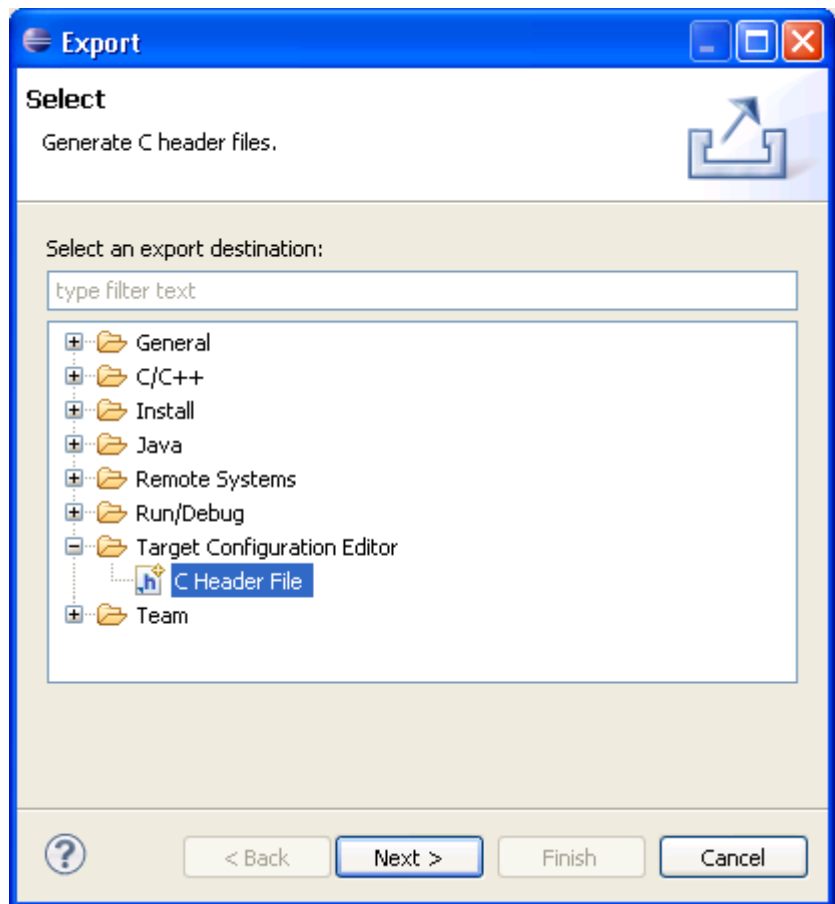 Export
Select
Generate C header files.
Select an export destination:
type filter text
General
C/C++
Install
Java
Remote Systems
Run/Debug
Target Configuration Editor
.h C Header File
Team
? < Back Next > Finish Cancel